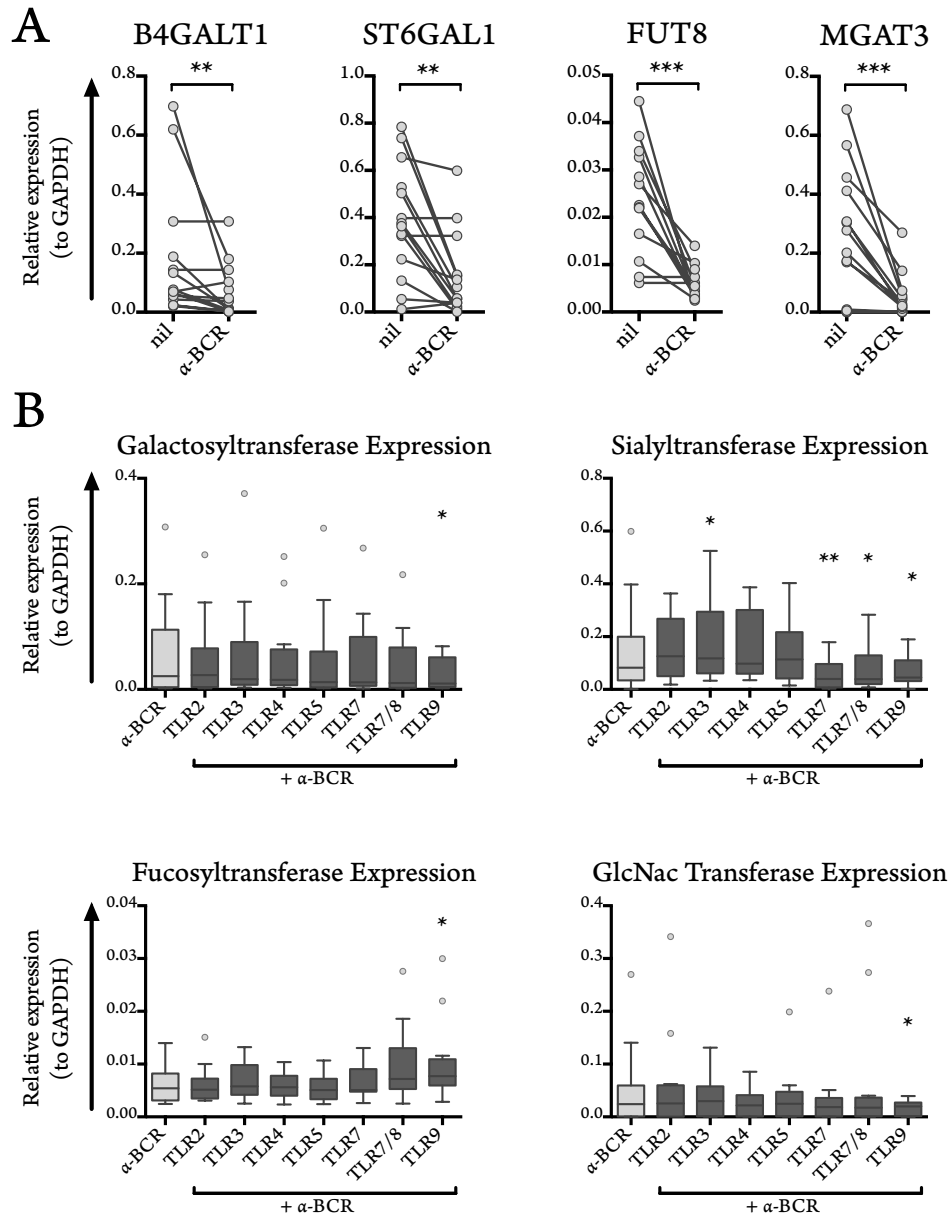 A
B4GALT1 ST6GAL1 FUT8 MGAT3
Relative expression
(to GAPDH)
** ** *** ***
0.8 1.0 0.05 0.8
0.6 0.8 0.04 0.6
0.4 0.6 0.03 0.4
0.2 0.4 0.02 0.2
0.0 0.2 0.01 0.0
0.0 0.00
nil α-BCR nil α-BCR nil α-BCR nil α-BCR
B
Galactosyltransferase Expression
Relative expression
(to GAPDH)
0.4
0.2
0.0
*
α-BCR TLR2 TLR3 TLR4 TLR5 TLR7 TLR7/8 TLR9
+ α-BCR
Sialyltransferase Expression
0.8
0.6
0.4
0.2
0.0
* ** * *
α-BCR TLR2 TLR3 TLR4 TLR5 TLR7 TLR7/8 TLR9
+ α-BCR
Fucosyltransferase Expression
Relative expression
(to GAPDH)
0.04
0.03
0.02
0.01
0.00
*
α-BCR TLR2 TLR3 TLR4 TLR5 TLR7 TLR7/8 TLR9
+ α-BCR
GlcNac Transferase Expression
0.4
0.3
0.2
0.1
0.0
*
α-BCR TLR2 TLR3 TLR4 TLR5 TLR7 TLR7/8 TLR9
+ α-BCR